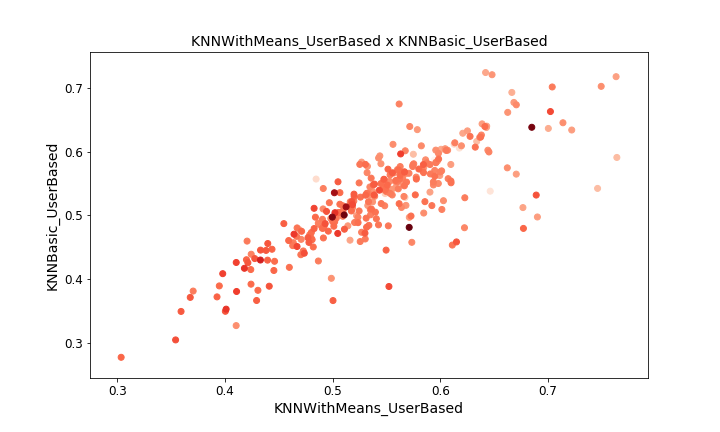 KNNWithMeans_UserBased x KNNBasic_UserBased
0.7
0.6
0.5
0.4
0.3
KNNBasic_UserBased
0.3 0.4 0.5 0.6 0.7
KNNWithMeans_UserBased